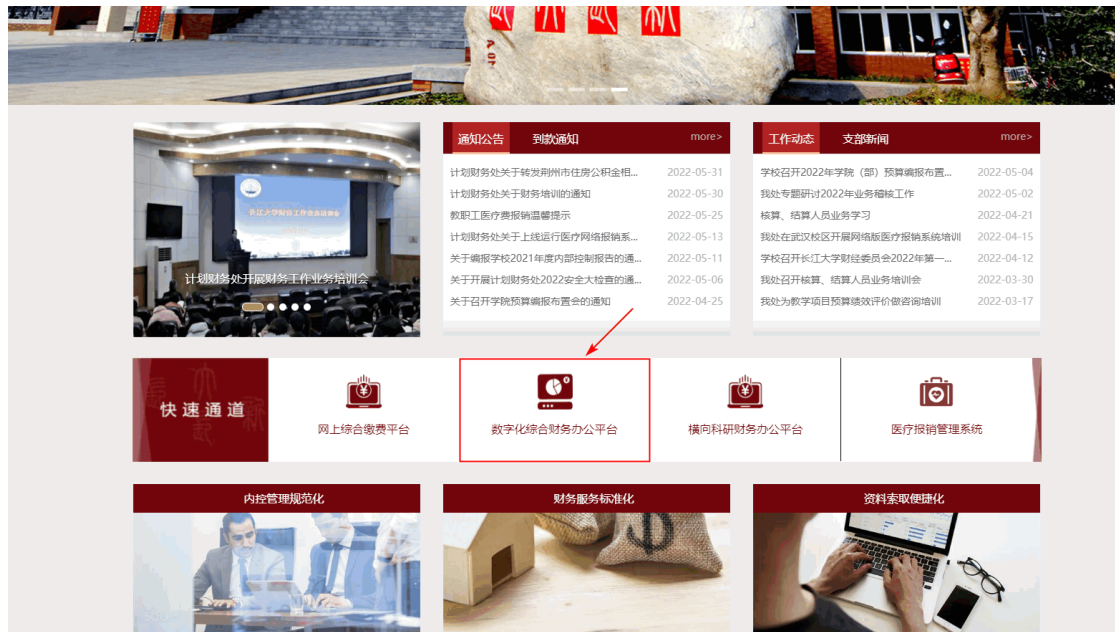 通知公告 到款通知 more>
计划财务处关于转发荆州市住房公积金相... 2022-05-31
计划财务处关于财务培训的通知 2022-05-30
教职工医疗费报销温馨提示 2022-05-25
计划财务处关于上线运行医疗网络报销系... 2022-05-13
关于编报学校2021年度内部控制报告的通... 2022-05-11
关于开展计划财务处2022安全大检查的通... 2022-05-06
关于召开学院预算编报布置会的通知 2022-04-25
工作动态 支部新闻 more>
学校召开2022年学院（部）预算编报布置... 2022-05-04
我处专题研讨2022年业务稽核工作 2022-05-02
核算、结算人员业务学习 2022-04-21
我处在武汉校区开展网络版医疗报销系统培训 2022-04-15
学校召开长江大学财经委员会2022年第一... 2022-04-12
我处召开核算、结算人员业务培训会 2022-03-30
我处为教学项目预算绩效评价做咨询培训 2022-03-17
长江大学财务工作业务培训会
计划财务处开展财务工作业务培训会
快速通道
网上综合缴费平台
数字化综合财务办公平台
横向科研财务办公平台
医疗报销管理系统
内控管理规范化
财务服务标准化
资料索取便捷化